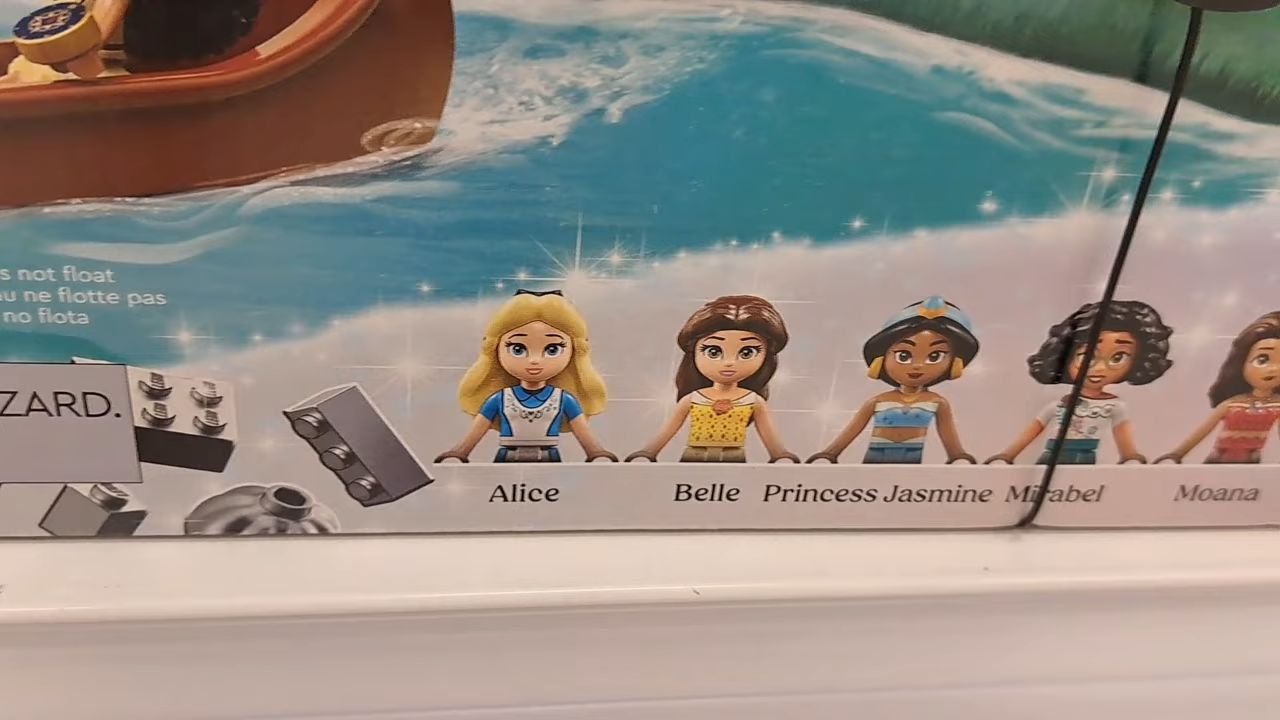 s not float
u ne flotte pas
no flota
ZARD.
Alice
Belle
Princess Jasmine
Mirabel
Moana